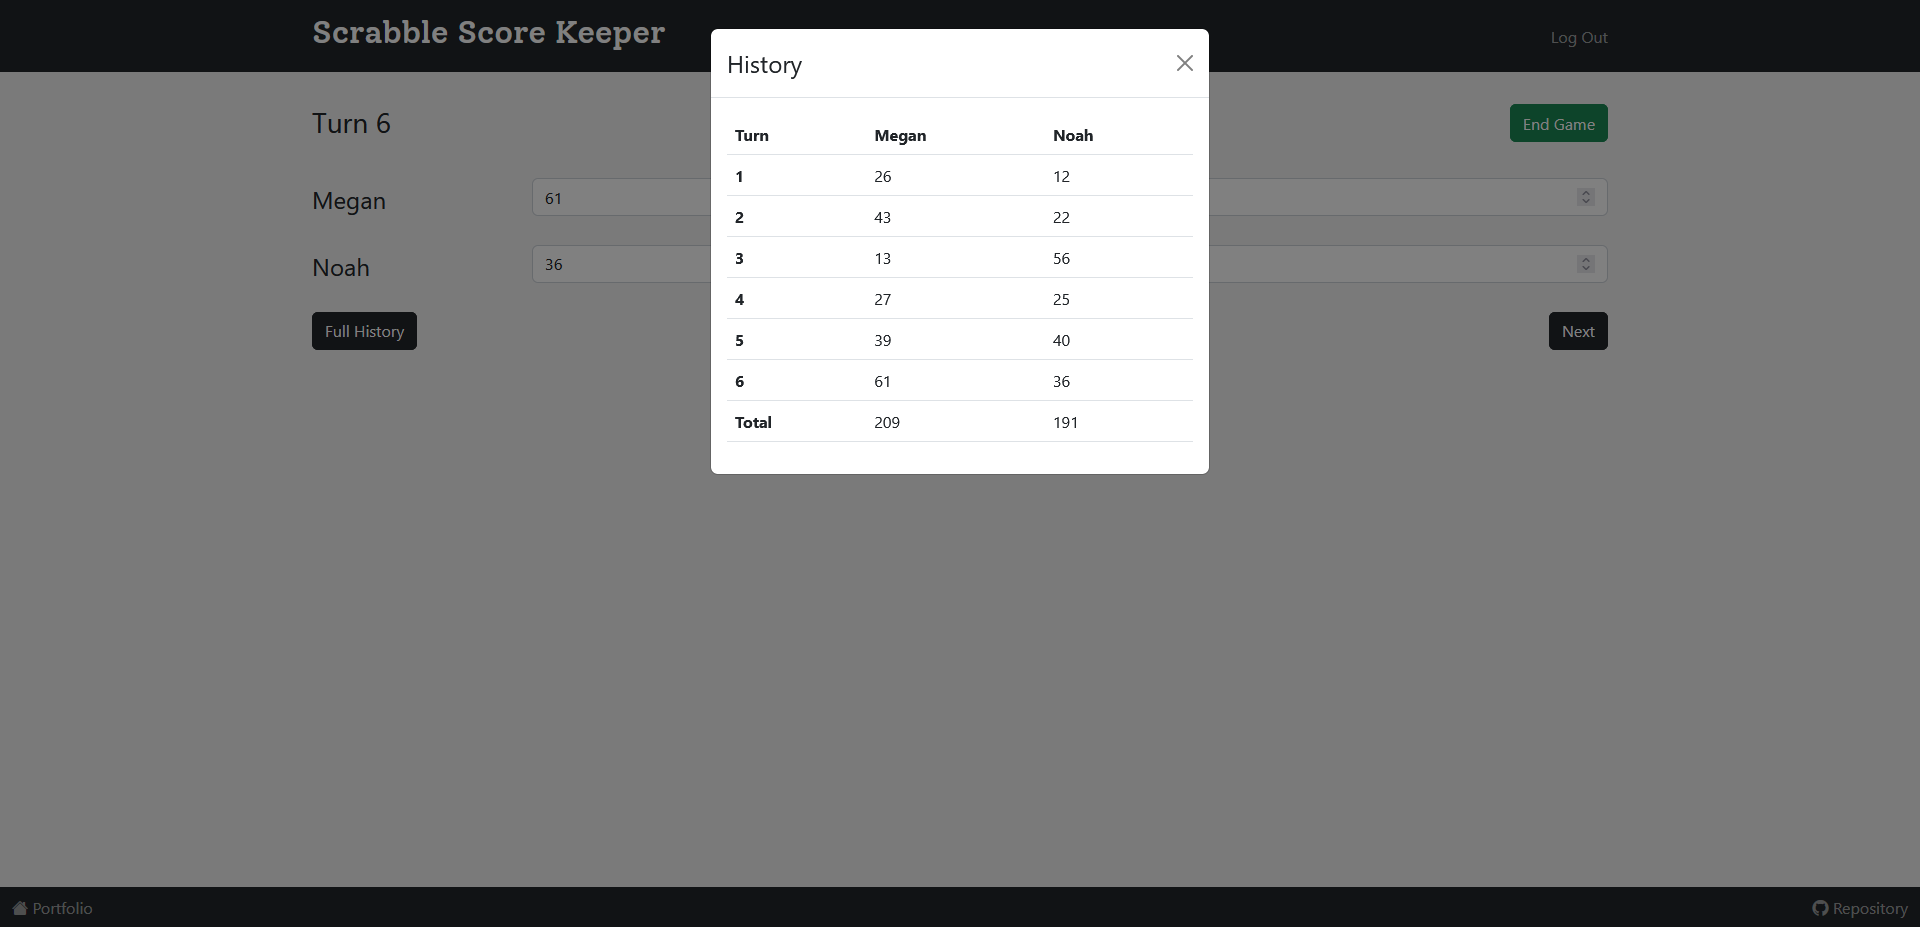 Scrabble Score Keeper
Log Out
Turn 6
End Game
Megan 61
Noah 36
Full History
Next
History
Turn Megan Noah
1 26 12
2 43 22
3 13 56
4 27 25
5 39 40
6 61 36
Total 209 191
Portfolio
Repository